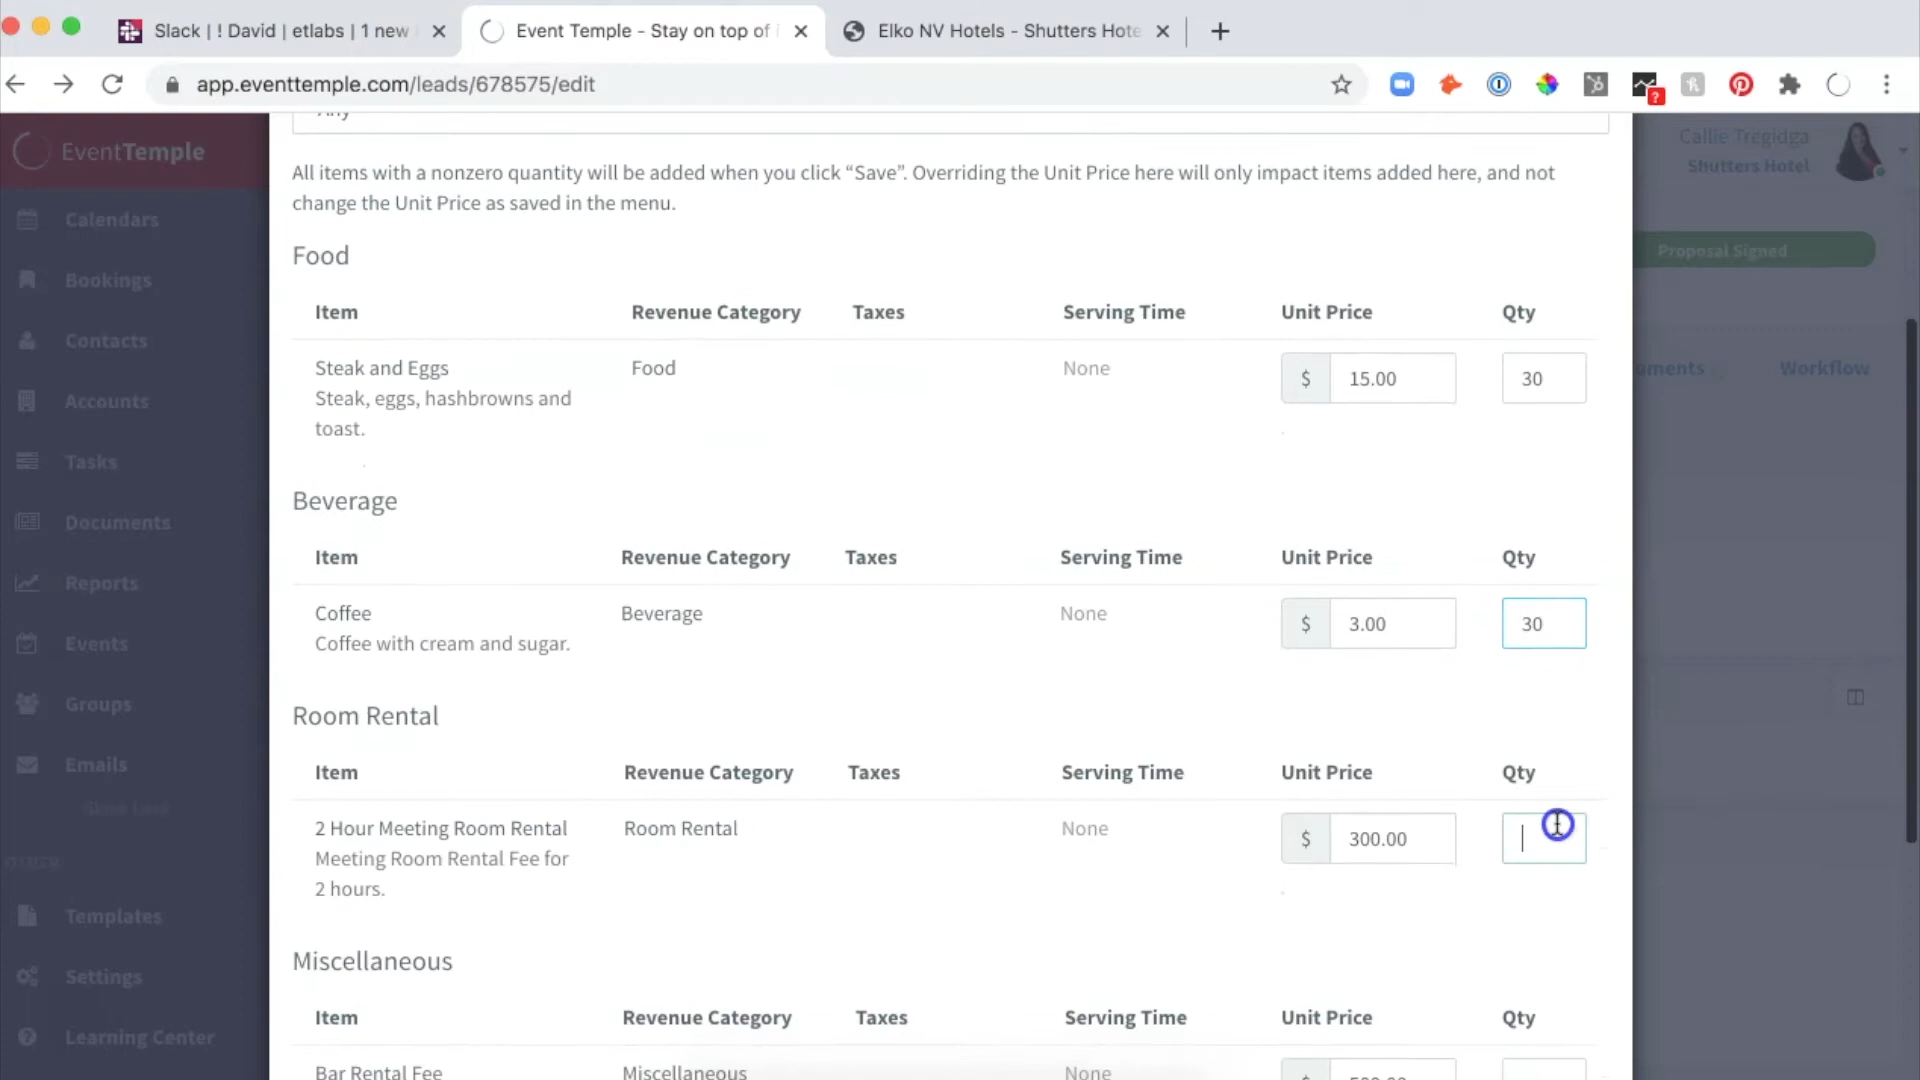 Slack | ! David | etlabs | 1 new
Event Temple - Stay on top of
Elko NV Hotels - Shutters Hote
app.eventtemple.com/leads/678575/edit
EventTemple
Callie Tregidga
Shutters Hotel
Calendars
Bookings
Contacts
Accounts
Tasks
Documents
Reports
Events
Groups
Emails
Templates
Settings
Learning Center
Proposal Signed
uments
Workflow
Any
All items with a nonzero quantity will be added when you click “Save”. Overriding the Unit Price here will only impact items added here, and not
change the Unit Price as saved in the menu.
Food
Item Revenue Category Taxes Serving Time Unit Price Qty
Steak and Eggs Food None $ 15.00 30
Steak, eggs, hashbrowns and
toast.
Beverage
Item Revenue Category Taxes Serving Time Unit Price Qty
Coffee Beverage None $ 3.00 30
Coffee with cream and sugar.
Room Rental
Item Revenue Category Taxes Serving Time Unit Price Qty
2 Hour Meeting Room Rental Room Rental None $ 300.00
Meeting Room Rental Fee for
2 hours.
Miscellaneous
Item Revenue Category Taxes Serving Time Unit Price Qty
Bar Rental Fee Miscellaneous None